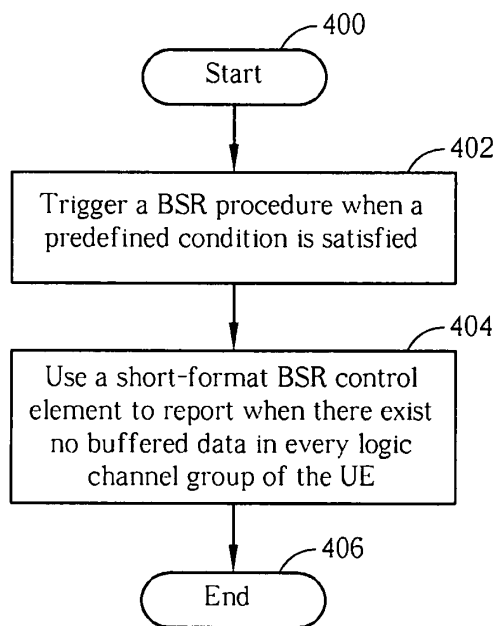 400
Start
402
Trigger a BSR procedure when a
predefined condition is satisfied
404
Use a short-format BSR control
element to report when there exist
no buffered data in every logic
channel group of the UE
406
End